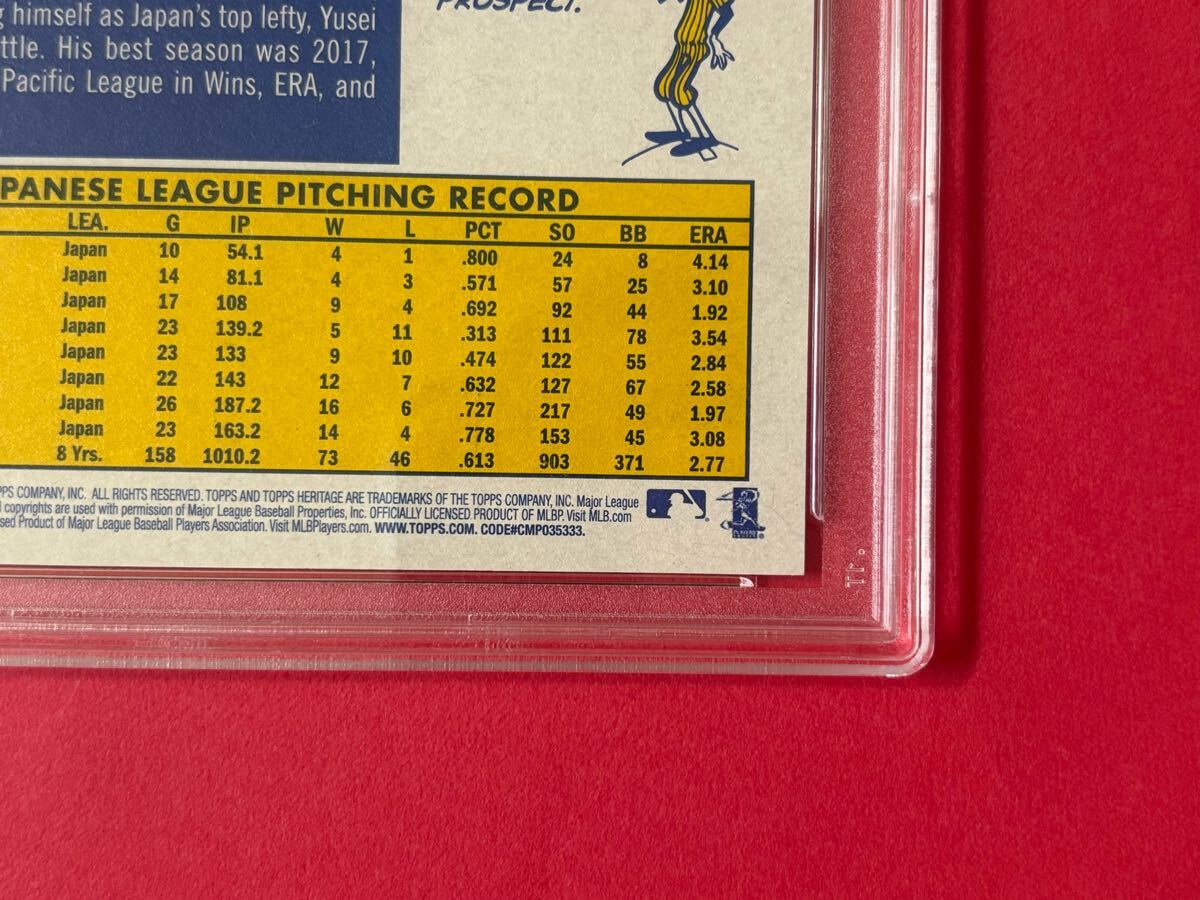 PROSPECT.
himself as Japan's top lefty, Yusei
ttle. His best season was 2017,
Pacific League in Wins, ERA, and
PANESE LEAGUE PITCHING RECORD
LEA. G IP W L PCT SO BB ERA
Japan 10 54.1 4 1 .800 24 8 4.14
Japan 14 81.1 4 3 .571 57 25 3.10
Japan 17 108 9 4 .692 92 44 1.92
Japan 23 139.2 5 11 .313 111 78 3.54
Japan 23 133 9 10 .474 122 55 2.84
Japan 22 143 12 7 .632 127 67 2.58
Japan 26 187.2 16 6 .727 217 49 1.97
Japan 23 163.2 14 4 .778 153 45 3.08
8 Yrs. 158 1010.2 73 46 .613 903 371 2.77
PS COMPANY, INC. ALL RIGHTS RESERVED. TOPPS AND TOPPS HERITAGE ARE TRADEMARKS OF THE TOPPS COMPANY, INC. Major League
copyrights are used with permission of Major League Baseball Properties, Inc. OFFICIALLY LICENSED PRODUCT OF MLBP. Visit MLB.com
sed Product of Major League Baseball Players Association. Visit MLBPlayers.com. WWW.TOPPS.COM. CODE#CMP035333.